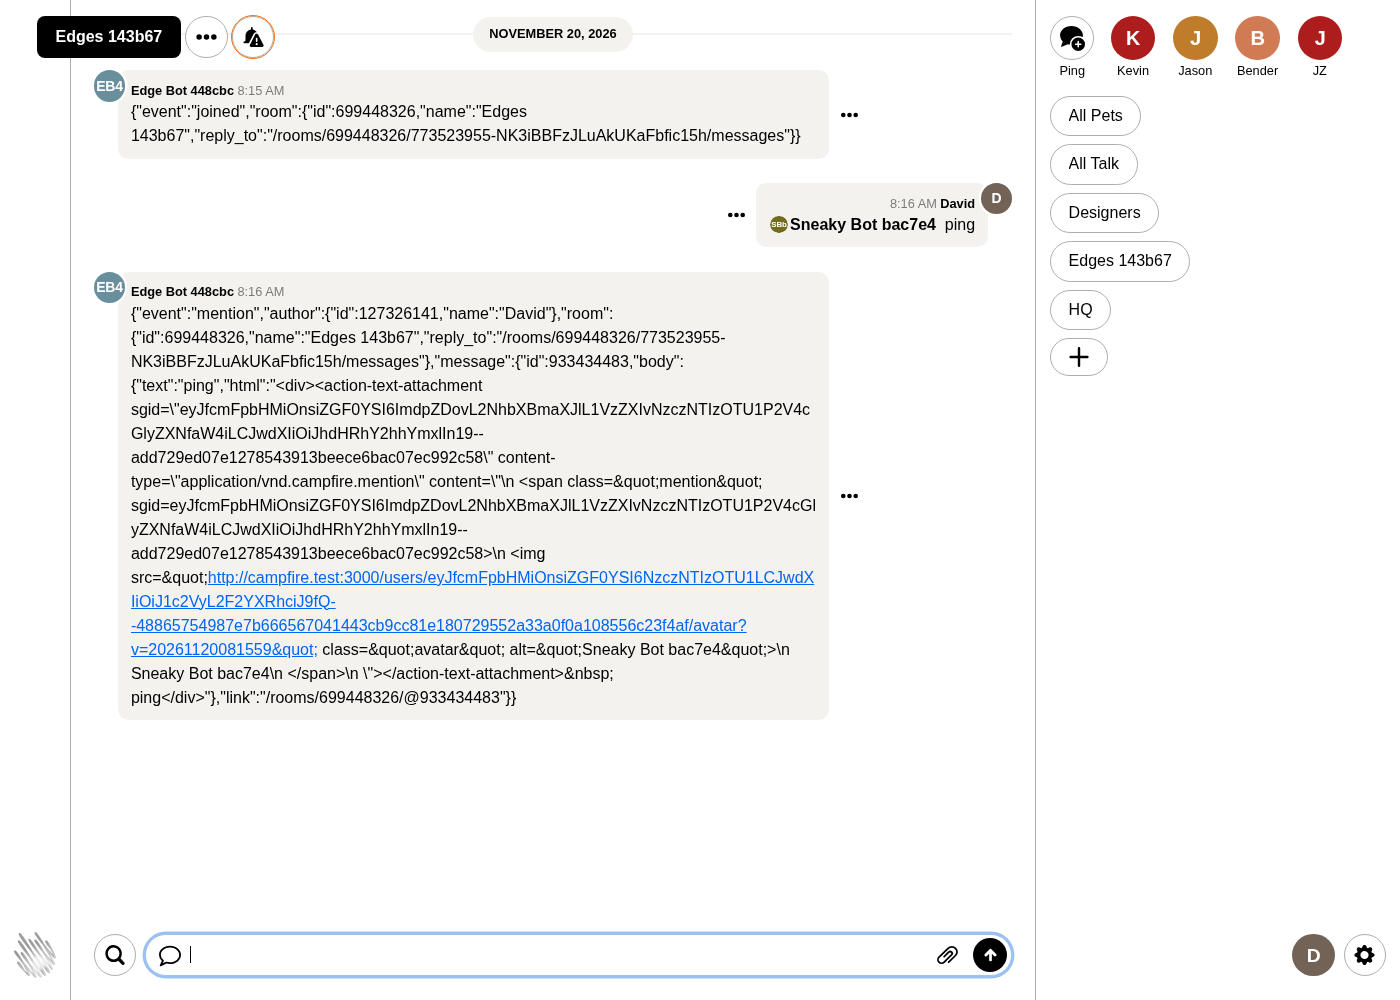 Edges 143b67
NOVEMBER 20, 2026
EB4
Edge Bot 448cbc 8:15 AM
{"event":"joined","room":{"id":699448326,"name":"Edges
143b67","reply_to":"/rooms/699448326/773523955-NK3iBBFzJLuAkUKaFbfic15h/messages"}}
8:16 AM David
D
SBb Sneaky Bot bac7e4 ping
EB4
Edge Bot 448cbc 8:16 AM
{"event":"mention","author":{"id":127326141,"name":"David"},"room":
{"id":699448326,"name":"Edges 143b67","reply_to":"/rooms/699448326/773523955-
NK3iBBFzJLuAkUKaFbfic15h/messages"},"message":{"id":933434483,"body":
{"text":"ping","html":"<div><action-text-attachment
sgid=\"eyJfcmFpbHMiOnsiZGF0YSI6ImdpZDovL2NhbXBmaXJlL1VzZXIvNzczNTIzOTU1P2V4c
GlyZXNfaW4iLCJwdXIiOiJhdHRhY2hhYmxlIn19--
add729ed07e1278543913beece6bac07ec992c58\" content-
type=\"application/vnd.campfire.mention\" content=\"\n <span class=&quot;mention&quot;
sgid=eyJfcmFpbHMiOnsiZGF0YSI6ImdpZDovL2NhbXBmaXJlL1VzZXIvNzczNTIzOTU1P2V4cGl
yZXNfaW4iLCJwdXIiOiJhdHRhY2hhYmxlIn19--
add729ed07e1278543913beece6bac07ec992c58>\n <img
src=&quot;http://campfire.test:3000/users/eyJfcmFpbHMiOnsiZGF0YSI6NzczNTIzOTU1LCJwdX
IiOiJ1c2VyL2F2YXRhciJ9fQ-
-48865754987e7b666567041443cb9cc81e180729552a33a0f0a108556c23f4af/avatar?
v=20261120081559&quot; class=&quot;avatar&quot; alt=&quot;Sneaky Bot bac7e4&quot;>\n
Sneaky Bot bac7e4\n </span>\n \"></action-text-attachment>&nbsp;
ping</div>"},"link":"/rooms/699448326/@933434483"}}
K
J
B
J
Ping
Kevin
Jason
Bender
JZ
All Pets
All Talk
Designers
Edges 143b67
HQ
D